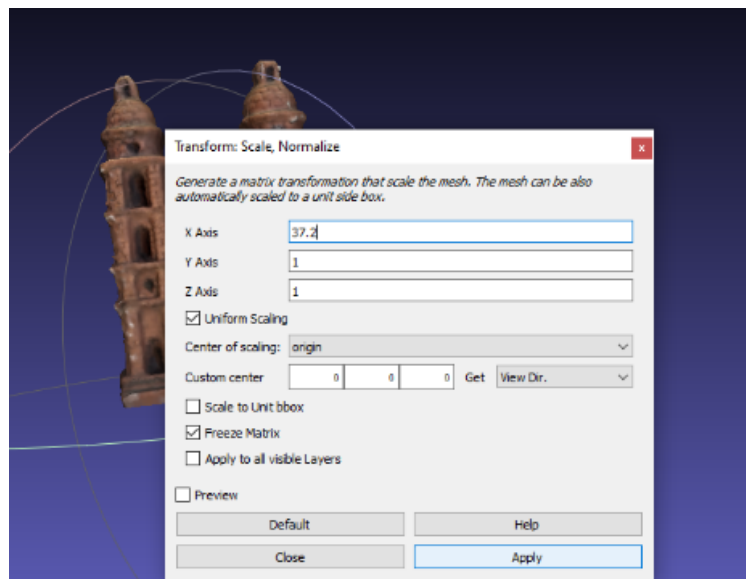 Transform: Scale, Normalize
x
Generate a matrix transformation that scale the mesh. The mesh can be also
automatically scaled to a unit side box.
X Axis 37.2
Y Axis 1
Z Axis 1
Uniform Scaling
Center of scaling: origin
Custom center 0 0 0 Get View Dir.
Scale to Unit bbox
Freeze Matrix
Apply to all visible Layers
Preview
Default Help
Close Apply